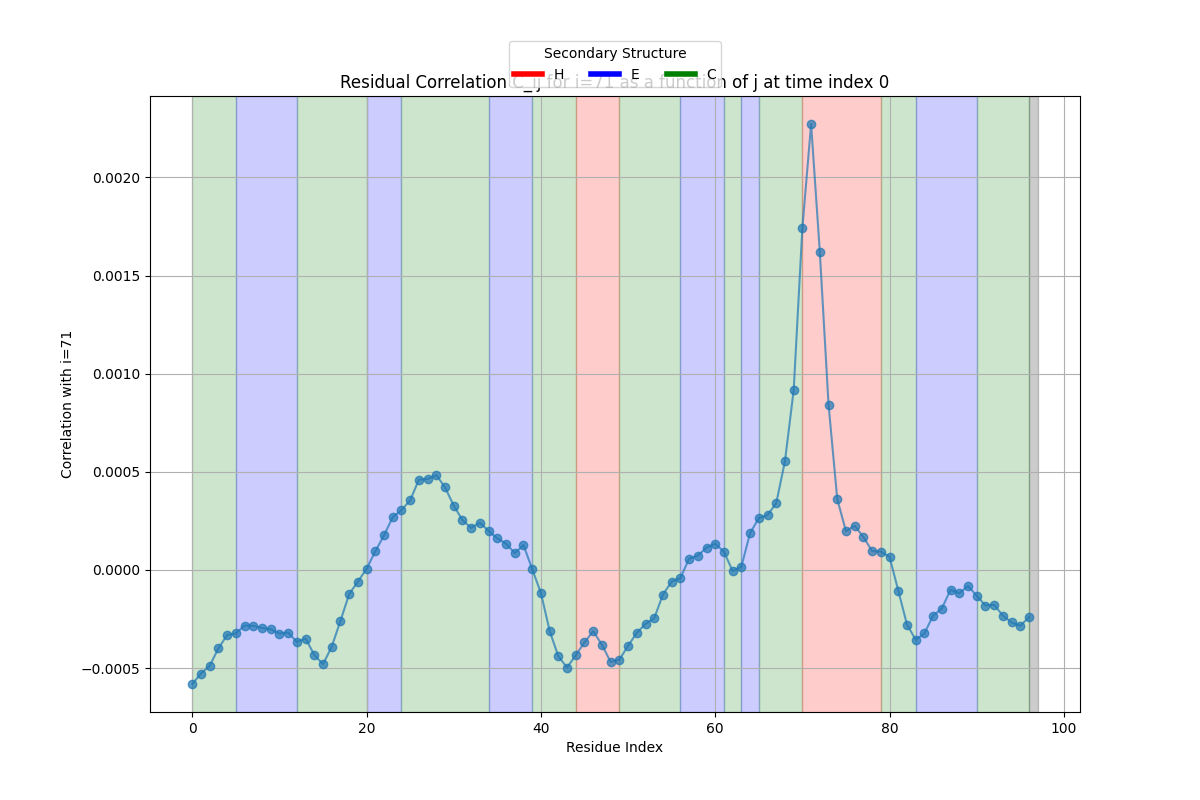 Secondary Structure
H E C
Residual Correlation C_ij for i=71 as a function of j at time index 0
0.0020
0.0015
0.0010
0.0005
0.0000
−0.0005
Correlation with i=71
0 20 40 60 80 100
Residue Index